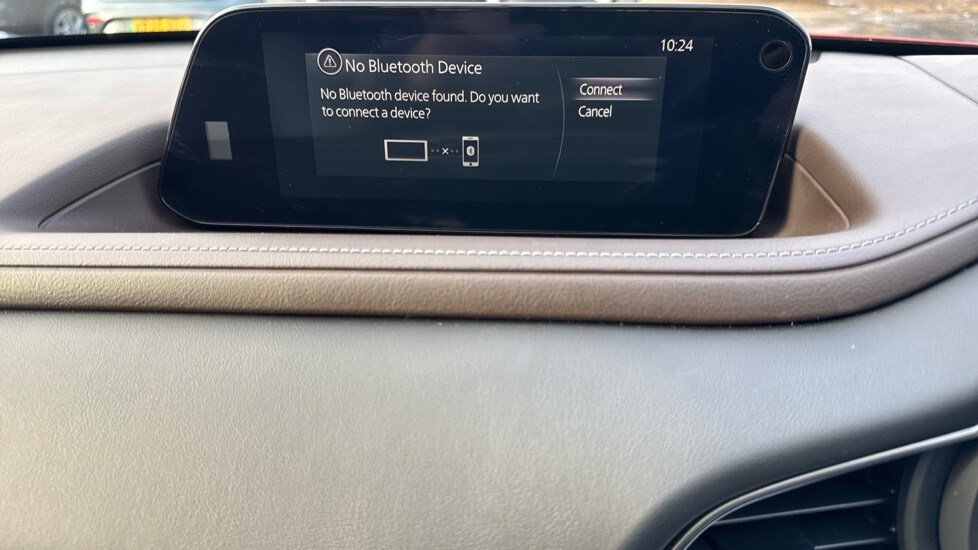 10:24
No Bluetooth Device
No Bluetooth device found. Do you want
to connect a device?
Connect
Cancel